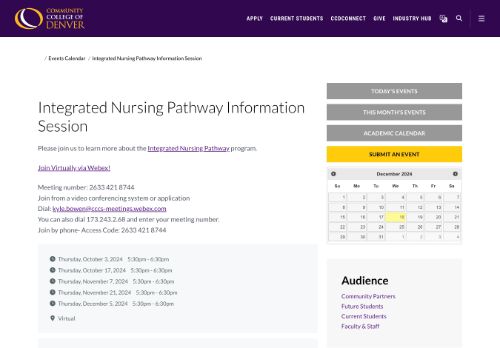 COMMUNITY
COLLEGE OF
DENVER
APPLY CURRENT STUDENTS CCDCONNECT GIVE INDUSTRY HUB
/ Events Calendar / Integrated Nursing Pathway Information Session
Integrated Nursing Pathway Information
Session
Please join us to learn more about the Integrated Nursing Pathway program.
Join Virtually via Webex!
Meeting number: 2633 421 8744
Join from a video conferencing system or application
Dial: kyle.bowen@cccs-meetings.webex.com
You can also dial 173.243.2.68 and enter your meeting number.
Join by phone- Access Code: 2633 421 8744
Thursday, October 3, 2024 5:30pm - 6:30pm
Thursday, October 17, 2024 5:30pm - 6:30pm
Thursday, November 7, 2024 5:30pm - 6:30pm
Thursday, November 21, 2024 5:30pm - 6:30pm
Thursday, December 5, 2024 5:30pm - 6:30pm
Virtual
TODAY'S EVENTS
THIS MONTH'S EVENTS
ACADEMIC CALENDAR
SUBMIT AN EVENT
December 2024
Su Mo Tu We Th Fr Sa
1 2 3 4 5 6 7
8 9 10 11 12 13 14
15 16 17 18 19 20 21
22 23 24 25 26 27 28
29 30 31 1 2 3 4
Audience
Community Partners
Future Students
Current Students
Faculty & Staff